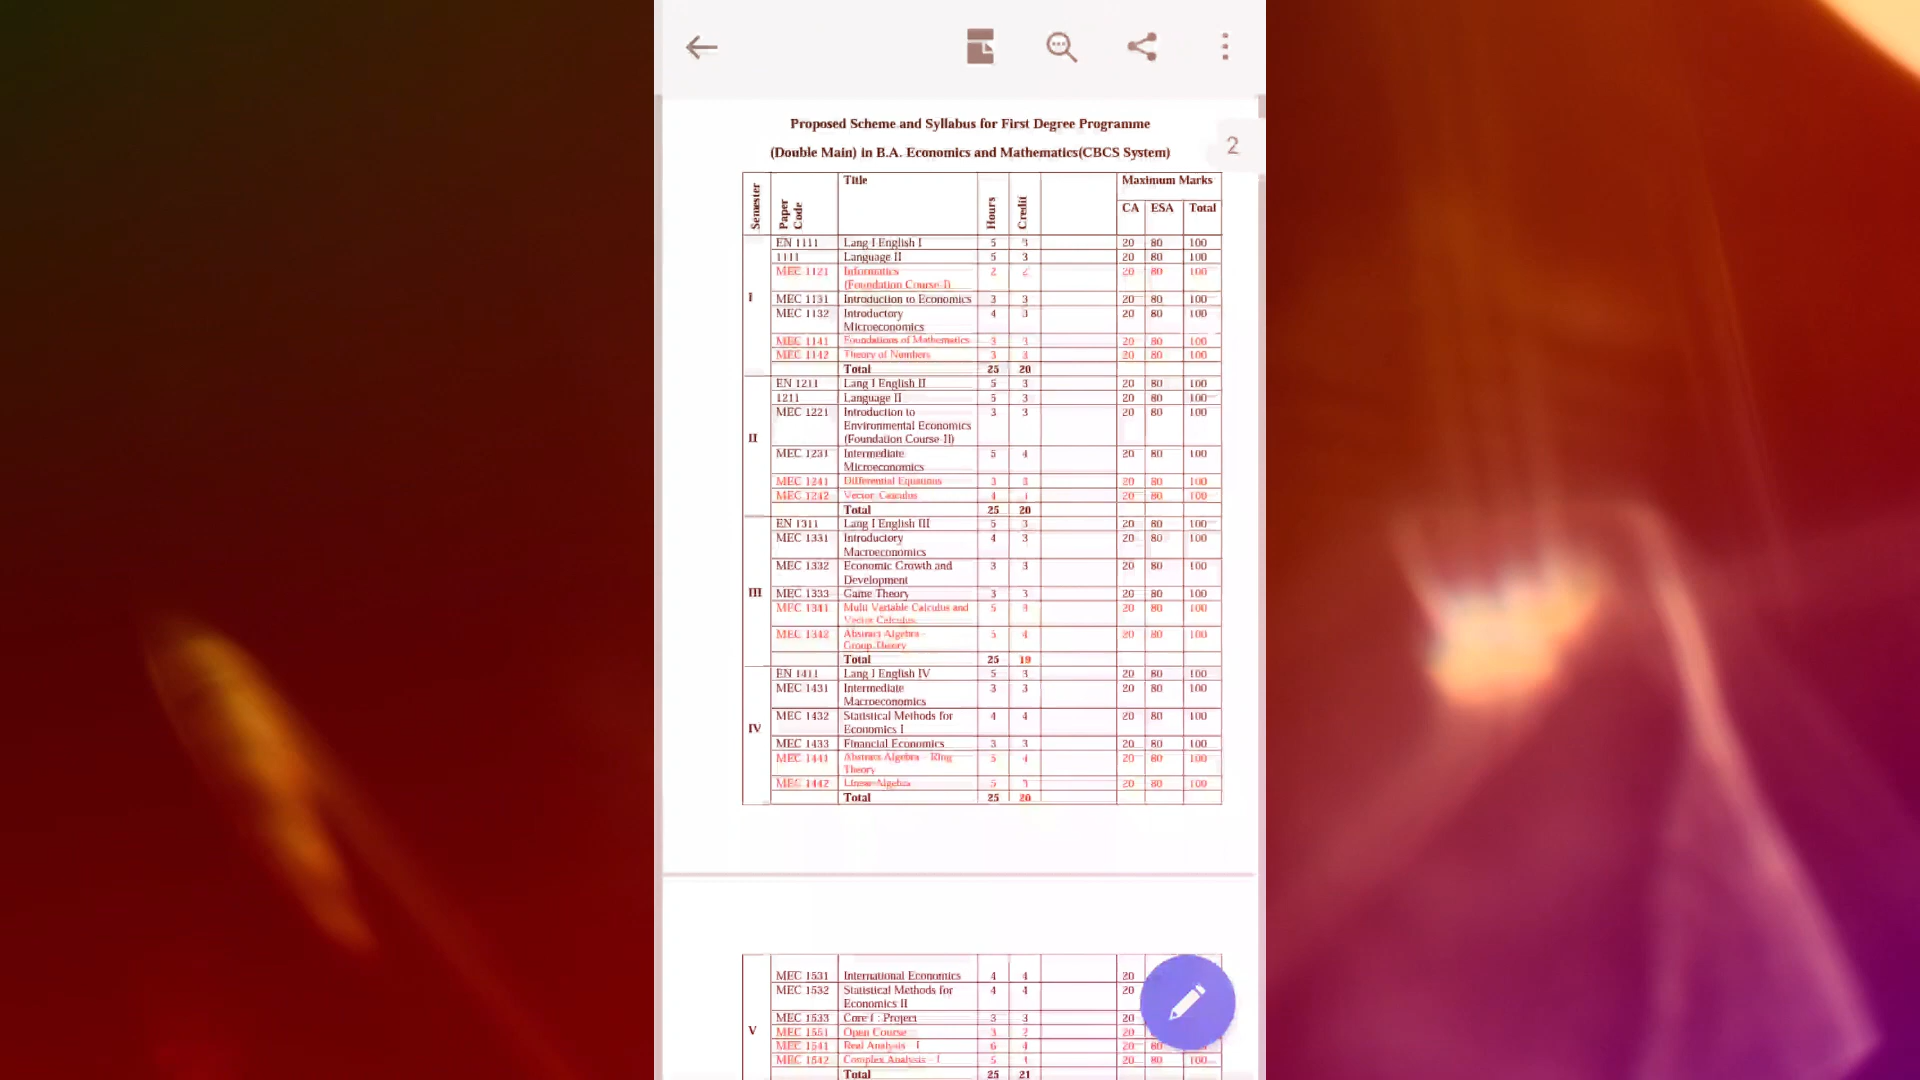 Proposed Scheme and Syllabus for First Degree Programme
(Double Main) in B.A. Economics and Mathematics(CBCS System)
2
Semester Paper Code Title Hours Credit Maximum Marks
CA ESA Total
I
EN 1111 Lang I English I 5 3 20 80 100
1111 Language II 5 3 20 80 100
MEC 1121 Informatics 2 2 20 80 100
(Foundation Course-I)
MEC 1131 Introduction to Economics 3 3 20 80 100
MEC 1132 Introductory 4 3 20 80 100
Microeconomics
MEC 1141 Foundations of Mathematics 3 3 20 80 100
MEC 1142 Theory of Numbers 3 3 20 80 100
Total 25 20
II
EN 1211 Lang I English II 5 3 20 80 100
1211 Language II 5 3 20 80 100
MEC 1221 Introduction to 3 3 20 80 100
Environmental Economics
(Foundation Course-II)
MEC 1231 Intermediate 5 4 20 80 100
Microeconomics
MEC 1241 Differential Equations 3 3 20 80 100
MEC 1242 Vector Calculus 4 20 80 100
Total 25 20
III
EN 1311 Lang I English III 5 3 20 80 100
MEC 1331 Introductory 4 3 20 80 100
Macroeconomics
MEC 1332 Economic Growth and 3 3 20 80 100
Development
MEC 1333 Game Theory 3 3 20 80 100
MEC 1341 Multi Variable Calculus and 5 3 20 80 100
Vector Calculus
MEC 1342 Abstract Algebra – 5 4 20 80 100
Group Theory
Total 25 19
IV
EN 1411 Lang I English IV 5 3 20 80 100
MEC 1431 Intermediate 3 3 20 80 100
Macroeconomics
MEC 1432 Statistical Methods for 4 4 20 80 100
Economics I
MEC 1433 Financial Economics 3 3 20 80 100
MEC 1441 Abstract Algebra – Ring 5 4 20 80 100
Theory
MEC 1442 Linear Algebra 5 3 20 80 100
Total 25 20
V
MEC 1531 International Economics 4 4 20
MEC 1532 Statistical Methods for 4 4 20
Economics II
MEC 1533 Core I : Project 3 3 20
MEC 1551 Open Course 3 2 20
MEC 1541 Real Analysis – I 6 4 20 80
MEC 1542 Complex Analysis – I 5 20 80 100
Total 25 21